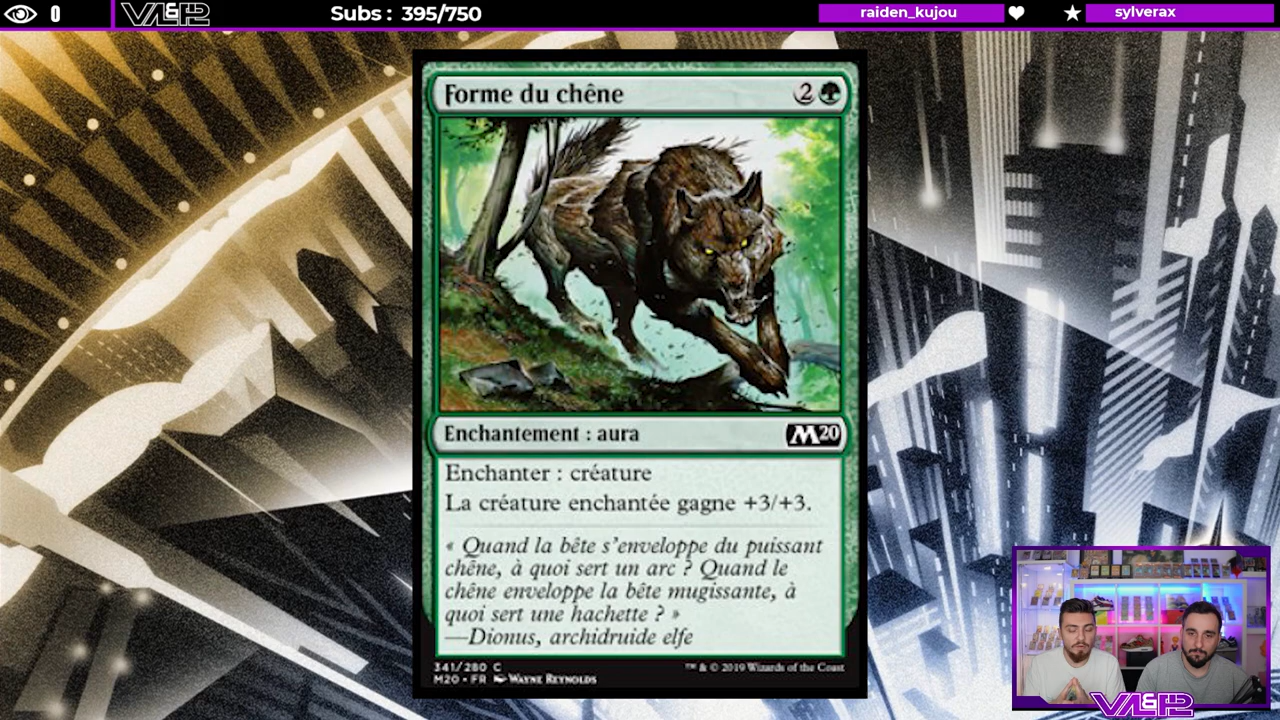 0
Subs : 395/750
raiden_kujou
sylverax
Forme du chêne
2
Enchantement : aura
M20
Enchanter : créature
La créature enchantée gagne +3/+3.
« Quand la bête s’enveloppe du puissant
chêne, à quoi sert un arc ? Quand le
chêne enveloppe la bête mugissante, à
quoi sert une hachette ? »
—Dionus, archidruide elfe
341/280 C
™ & © 2019 Wizards of the Coast
M20 • FR Wayne Reynolds